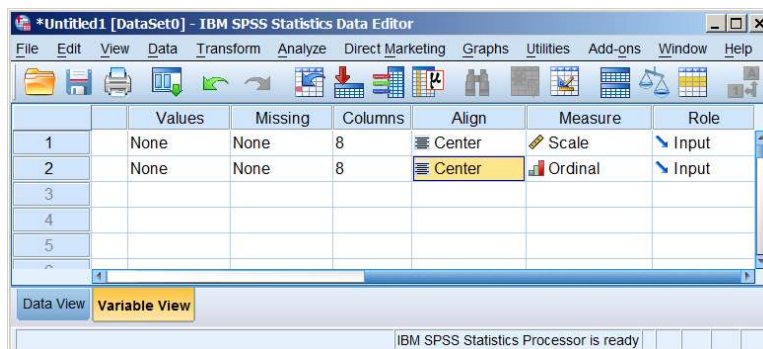 *Untitled1 [DataSet0] - IBM SPSS Statistics Data Editor
File Edit View Data Transform Analyze Direct Marketing Graphs Utilities Add-ons Window Help
Values Missing Columns Align Measure Role
1 None None 8 Center Scale Input
2 None None 8 Center Ordinal Input
3
4
5
Data View Variable View
IBM SPSS Statistics Processor is ready